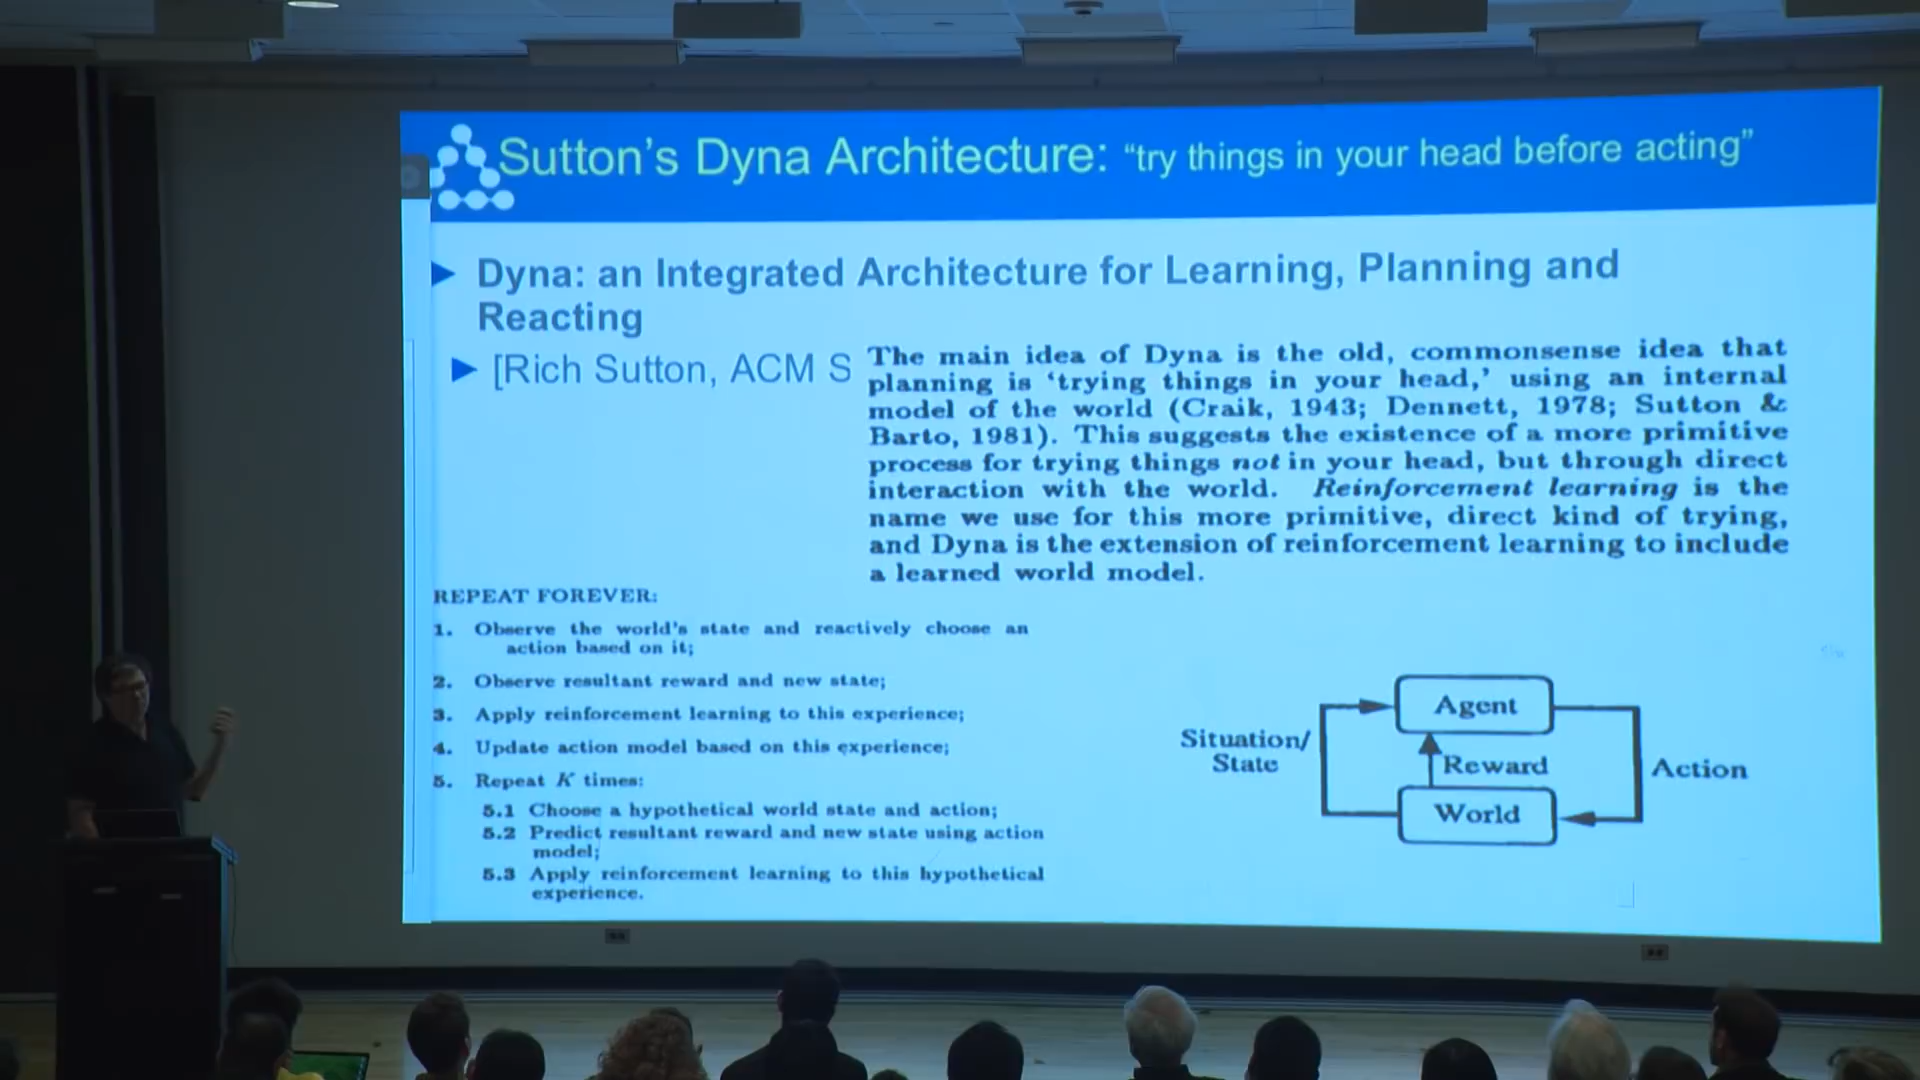 Sutton's Dyna Architecture: “try things in your head before acting”
Dyna: an Integrated Architecture for Learning, Planning and
Reacting
[Rich Sutton, ACM S
The main idea of Dyna is the old, commonsense idea that
planning is ‘trying things in your head,’ using an internal
model of the world (Craik, 1943; Dennett, 1978; Sutton &
Barto, 1981). This suggests the existence of a more primitive
process for trying things not in your head, but through direct
interaction with the world. Reinforcement learning is the
name we use for this more primitive, direct kind of trying,
and Dyna is the extension of reinforcement learning to include
a learned world model.
REPEAT FOREVER:
1. Observe the world's state and reactively choose an
action based on it;
2. Observe resultant reward and new state;
3. Apply reinforcement learning to this experience;
4. Update action model based on this experience;
5. Repeat K times:
5.1 Choose a hypothetical world state and action;
5.2 Predict resultant reward and new state using action
model;
5.3 Apply reinforcement learning to this hypothetical
experience.
Agent
Situation/
State
Reward
Action
World